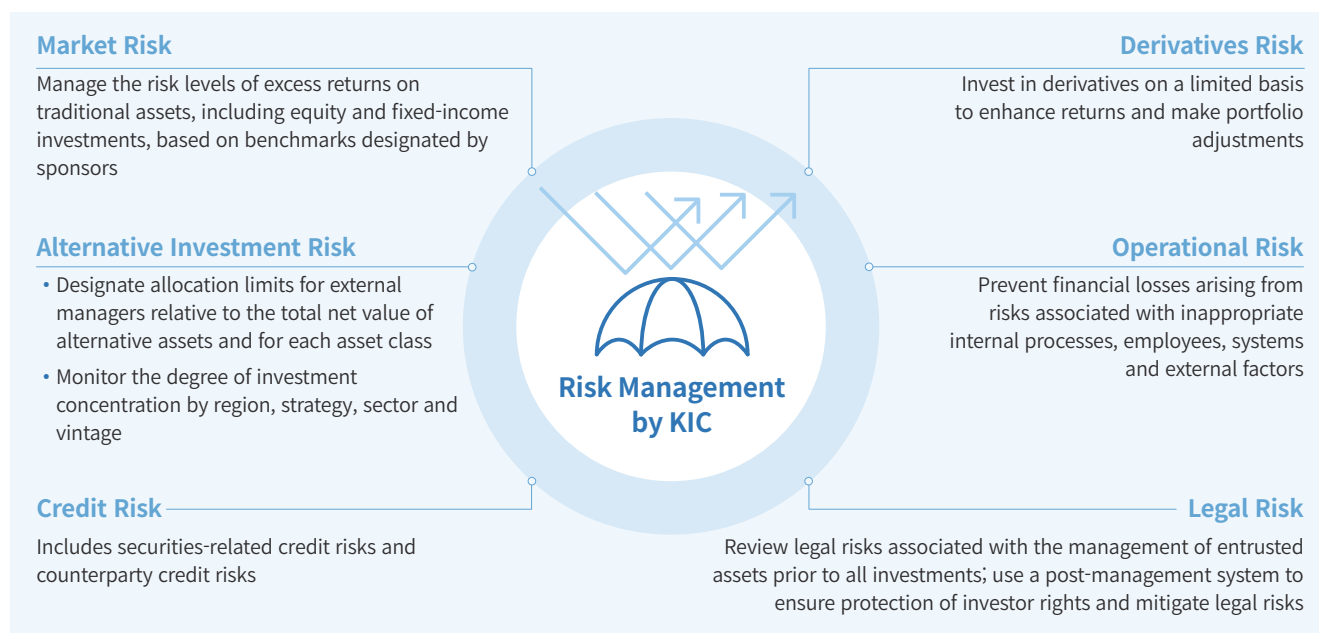 Market Risk
Manage the risk levels of excess returns on
traditional assets, including equity and fixed-income
investments, based on benchmarks designated by
sponsors
Alternative Investment Risk
• Designate allocation limits for external
managers relative to the total net value of
alternative assets and for each asset class
• Monitor the degree of investment
concentration by region, strategy, sector and
vintage
Credit Risk
Includes securities-related credit risks and
counterparty credit risks
Risk Management
by KIC
Derivatives Risk
Invest in derivatives on a limited basis
to enhance returns and make portfolio
adjustments
Operational Risk
Prevent financial losses arising from
risks associated with inappropriate
internal processes, employees, systems
and external factors
Legal Risk
Review legal risks associated with the management of entrusted
assets prior to all investments; use a post-management system to
ensure protection of investor rights and mitigate legal risks